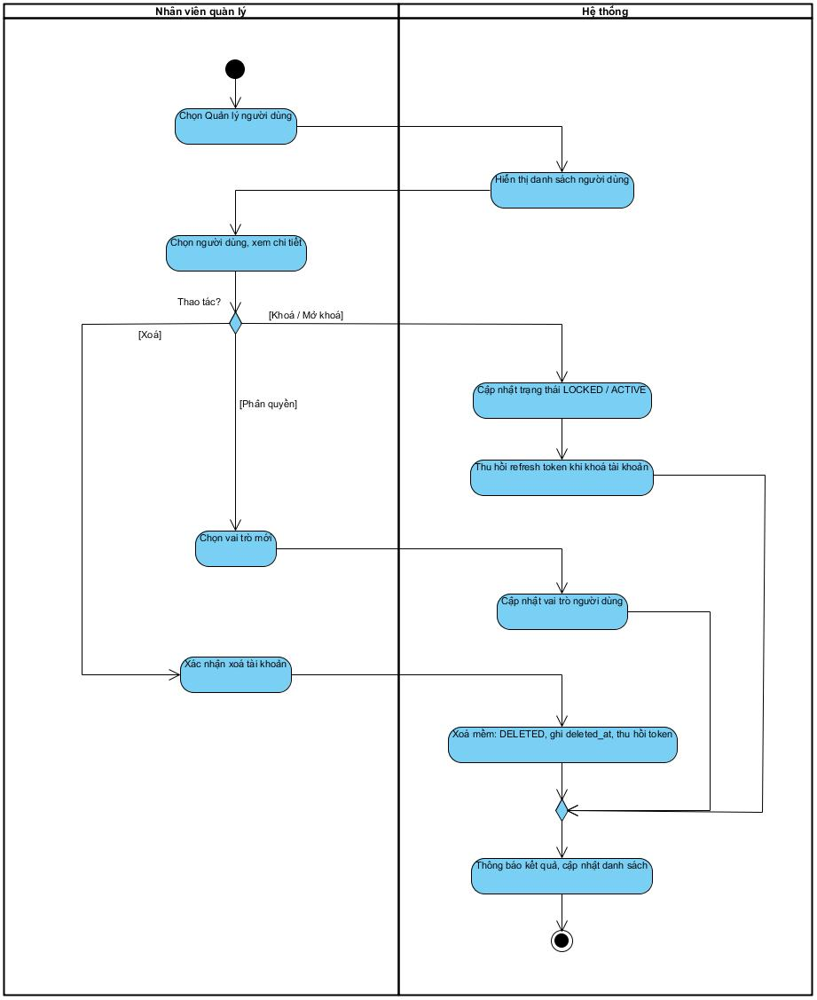 Nhân viên quản lý
Hệ thống
Chọn Quản lý người dùng
Hiển thị danh sách người dùng
Chọn người dùng, xem chi tiết
Thao tác?
[Khoá / Mở khoá]
[Xoá]
Cập nhật trạng thái LOCKED / ACTIVE
[Phân quyền]
Thu hồi refresh token khi khoá tài khoản
Chọn vai trò mới
Cập nhật vai trò người dùng
Xác nhận xoá tài khoản
Xoá mềm: DELETED, ghi deleted_at, thu hồi token
Thông báo kết quả, cập nhật danh sách